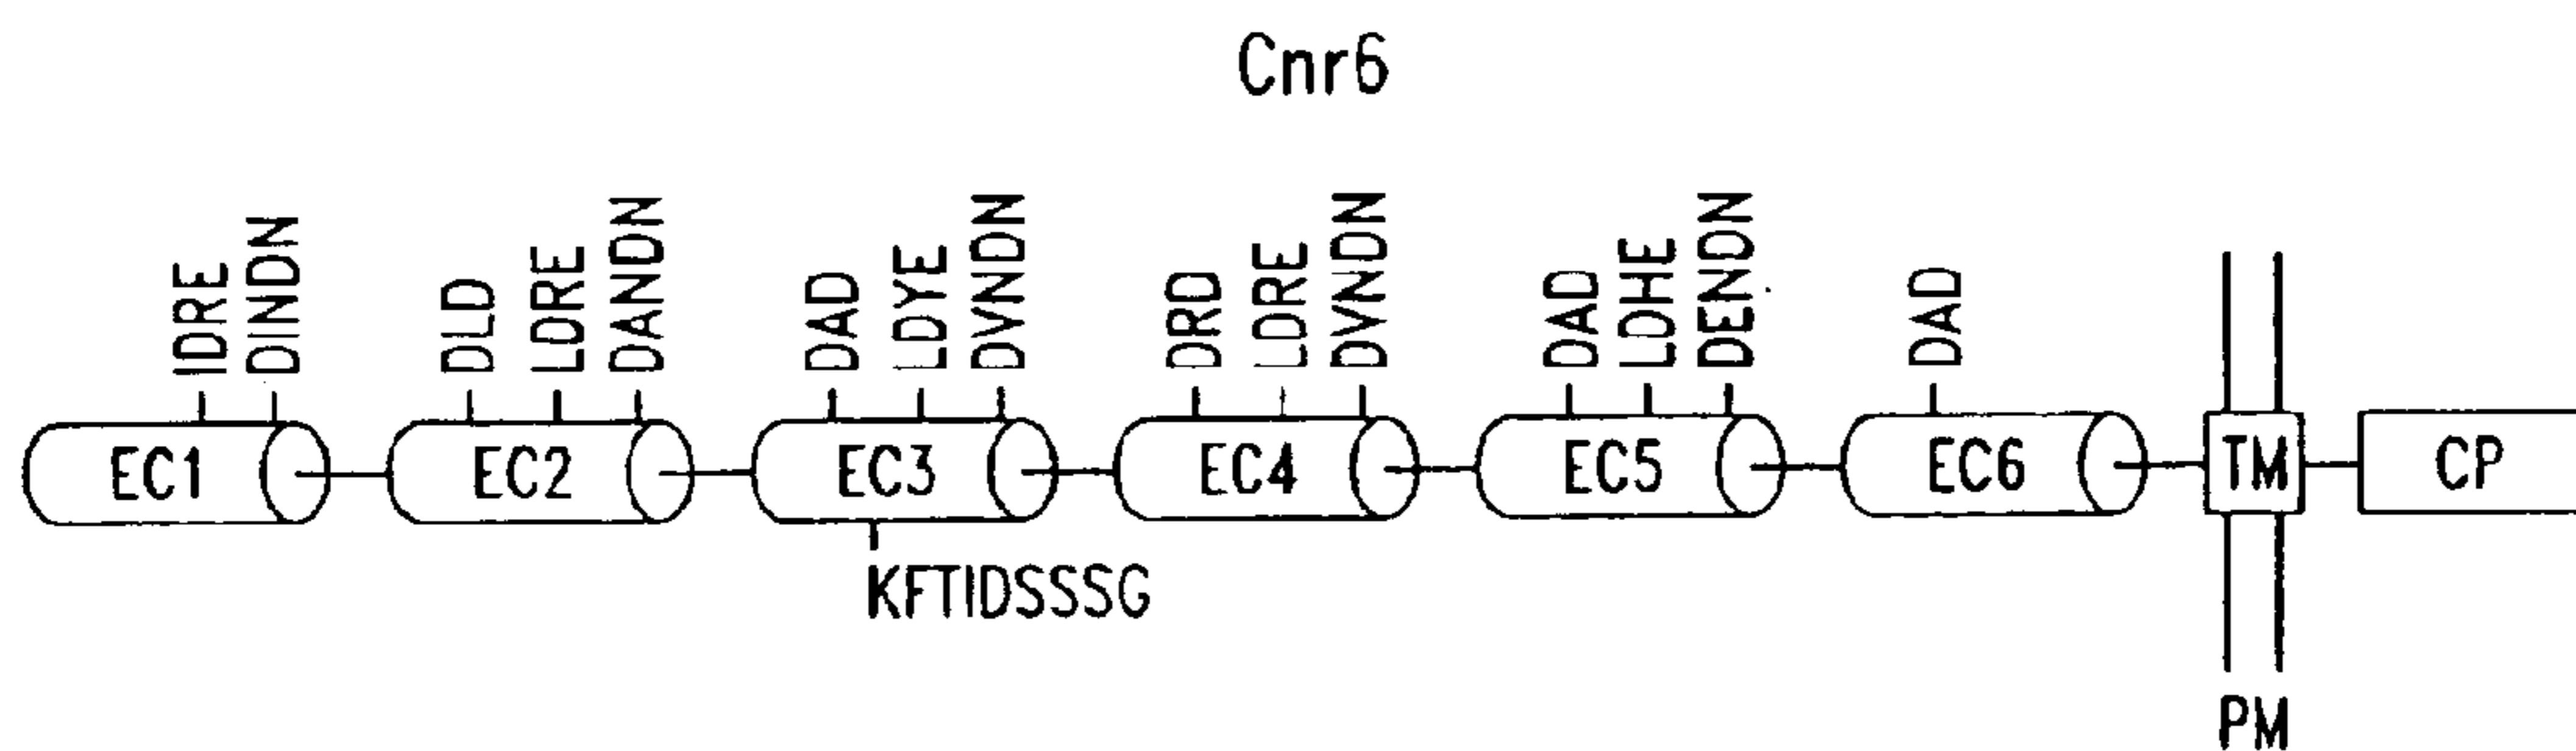 Cnr6
IDRE
DINDN
DLD
LDRE
DANDN
DAD
LDYE
DVNDN
DRD
LDRE
DVNDN
DAD
LDHE
DENDN
DAD
EC1
EC2
EC3
EC4
EC5
EC6
TM
CP
KFTIDSSSG
PM